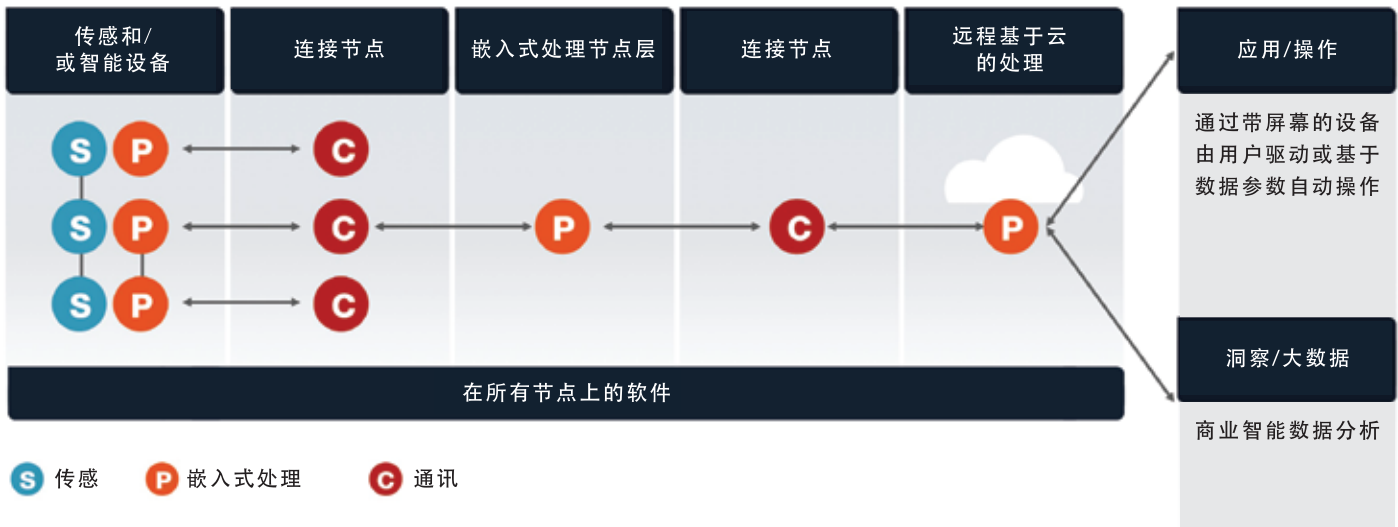 传感和/
或智能设备
连接节点
嵌入式处理节点层
连接节点
远程基于云
的处理
应用/操作
通过带屏幕的设备
由用户驱动或基于
数据参数自动操作
S P C
S P C P C P
S P C
洞察/大数据
商业智能数据分析
在所有节点上的软件
S 传感
P 嵌入式处理
C 通讯